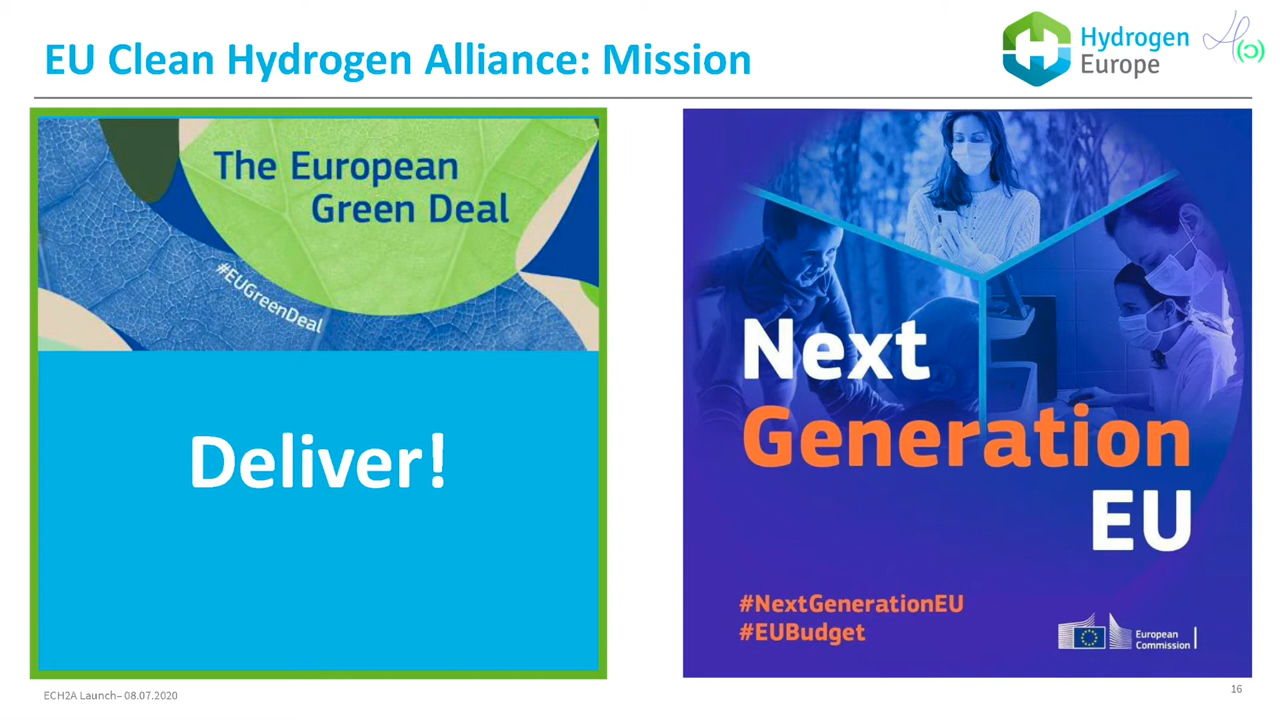 EU Clean Hydrogen Alliance: Mission
Hydrogen
Europe
The European
Green Deal
#EUGreenDeal
Deliver!
Next
Generation
EU
#NextGenerationEU
#EUBudget
European
Commission
ECH2A Launch– 08.07.2020
16